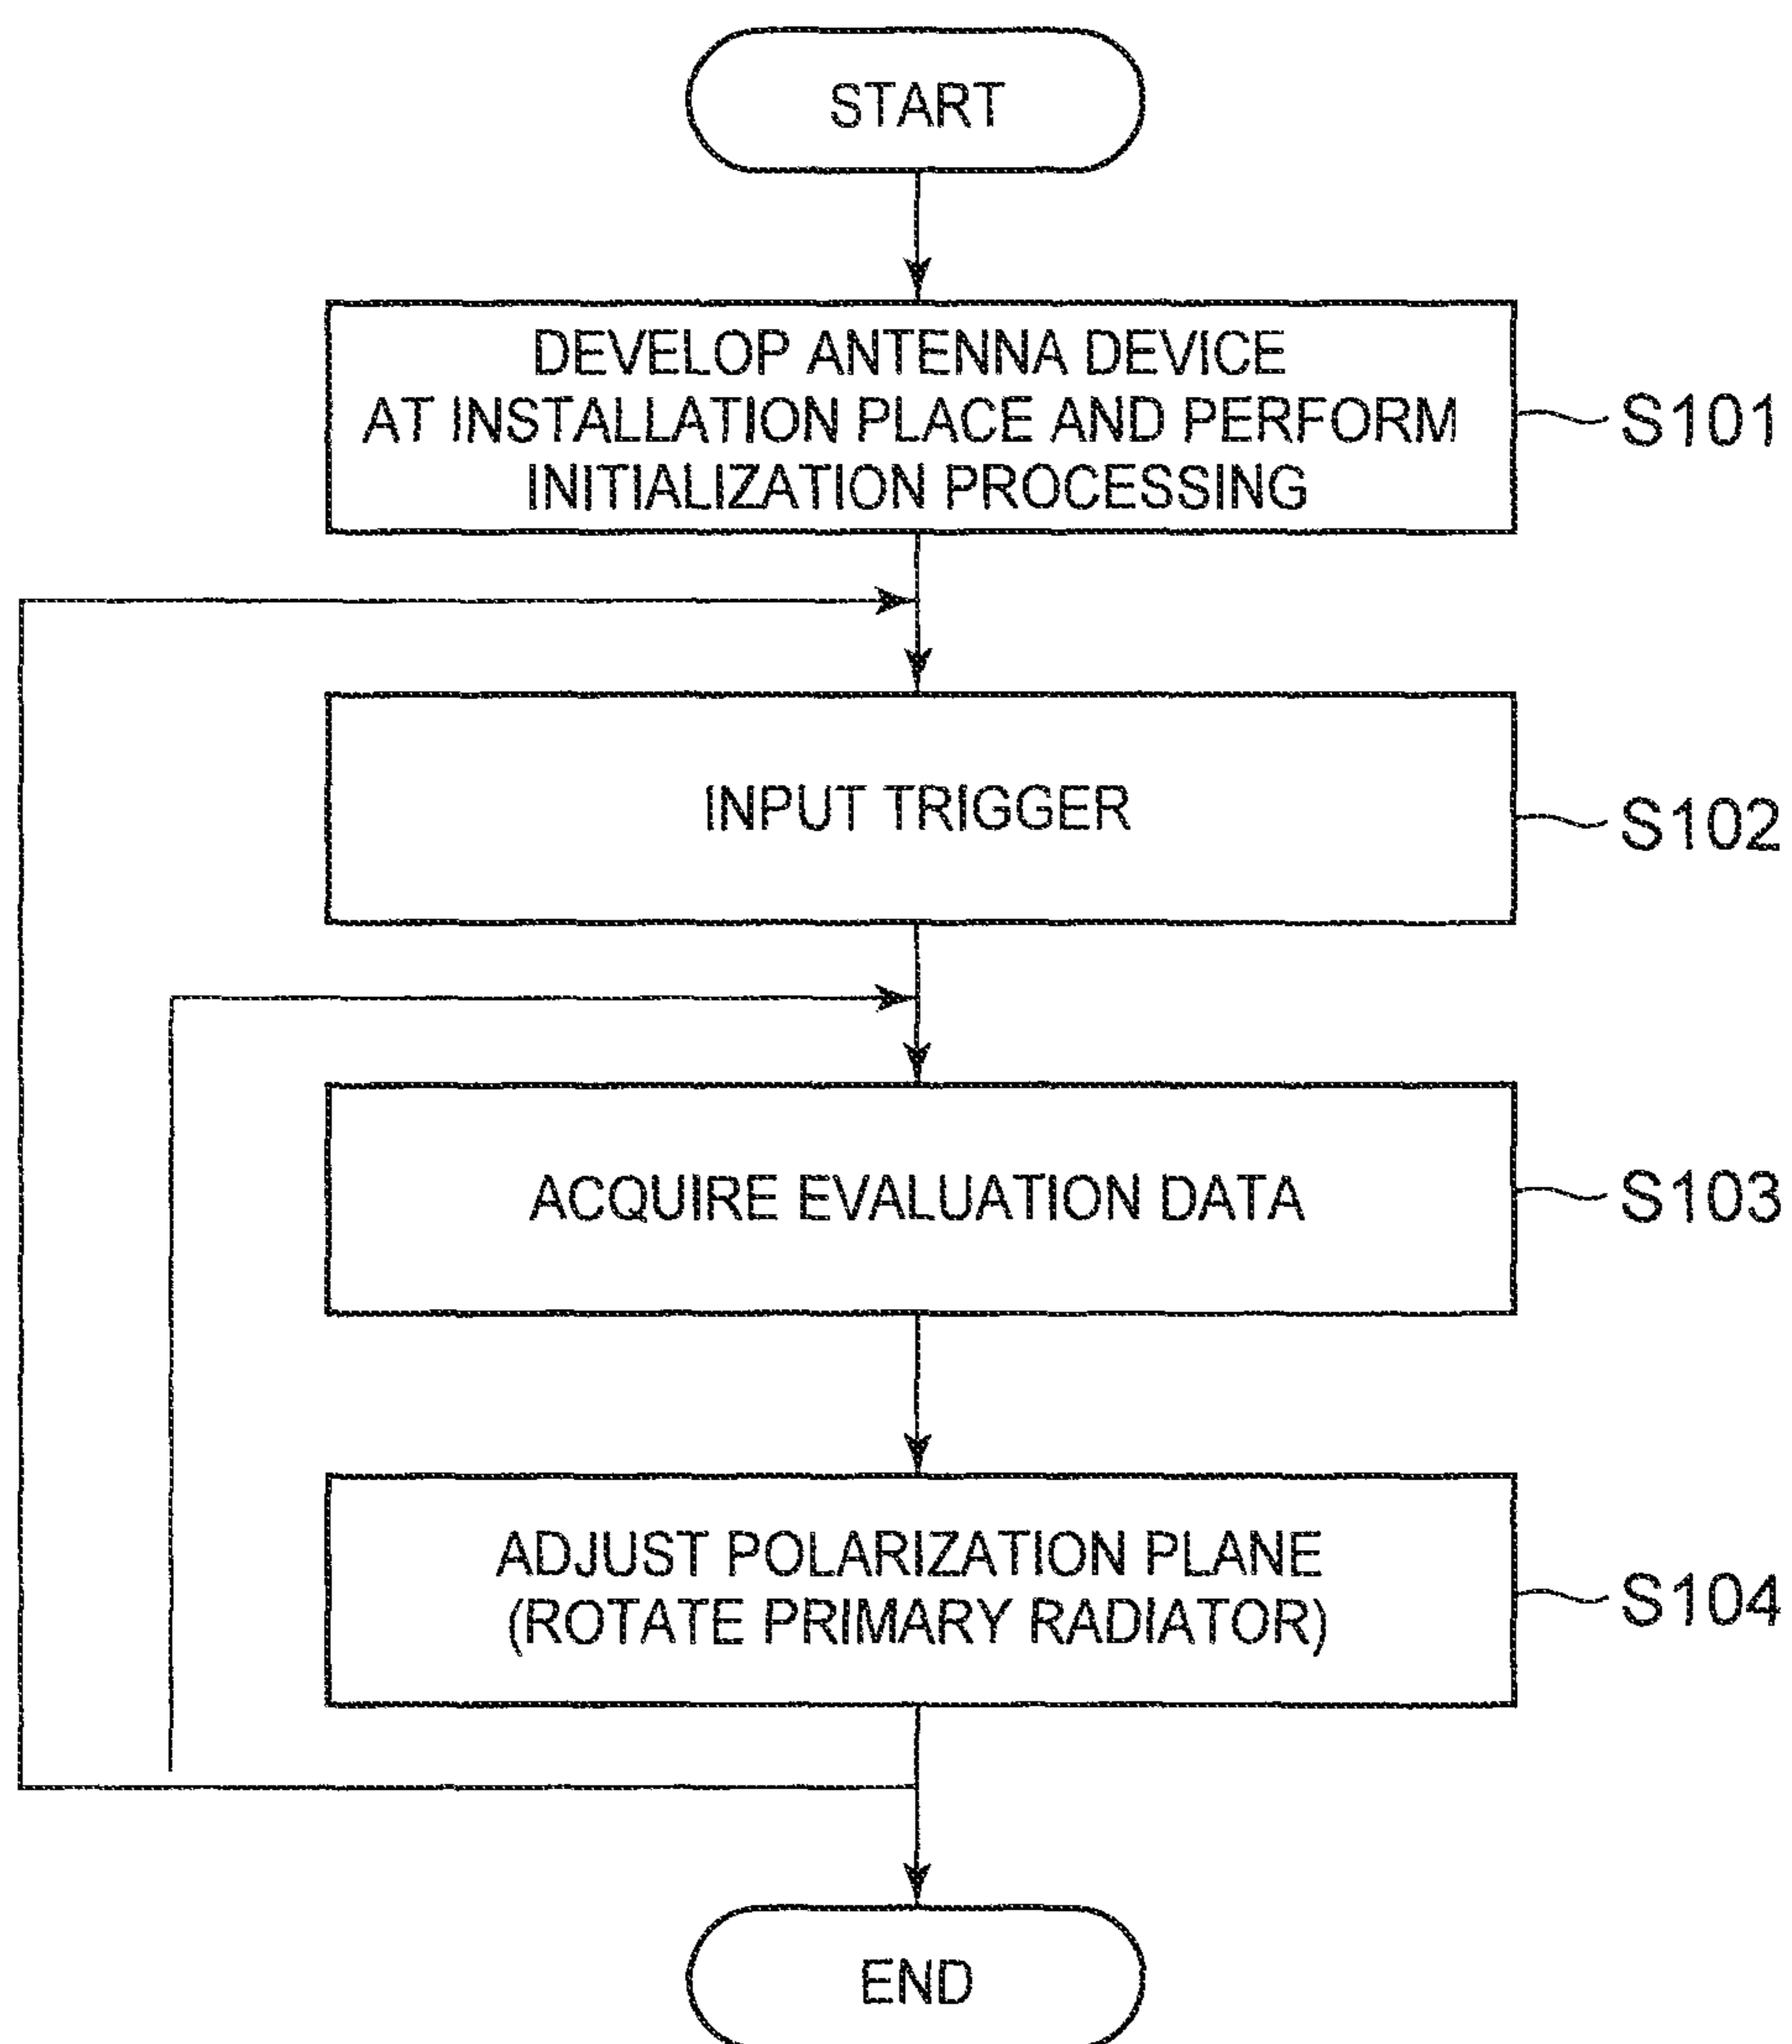 START
DEVELOP ANTENNA DEVICE
AT INSTALLATION PLACE AND PERFORM
INITIALIZATION PROCESSING
S101
INPUT TRIGGER
S102
ACQUIRE EVALUATION DATA
S103
ADJUST POLARIZATION PLANE
(ROTATE PRIMARY RADIATOR)
S104
END